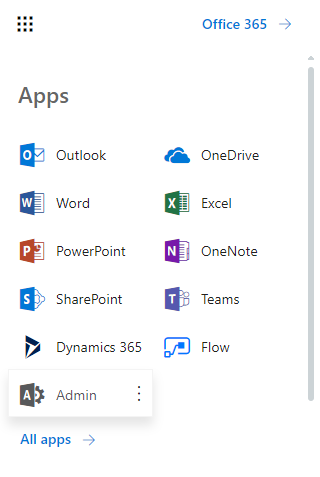 Office 365
Apps
Outlook OneDrive
Word Excel
PowerPoint OneNote
SharePoint Teams
Dynamics 365 Flow
Admin
All apps